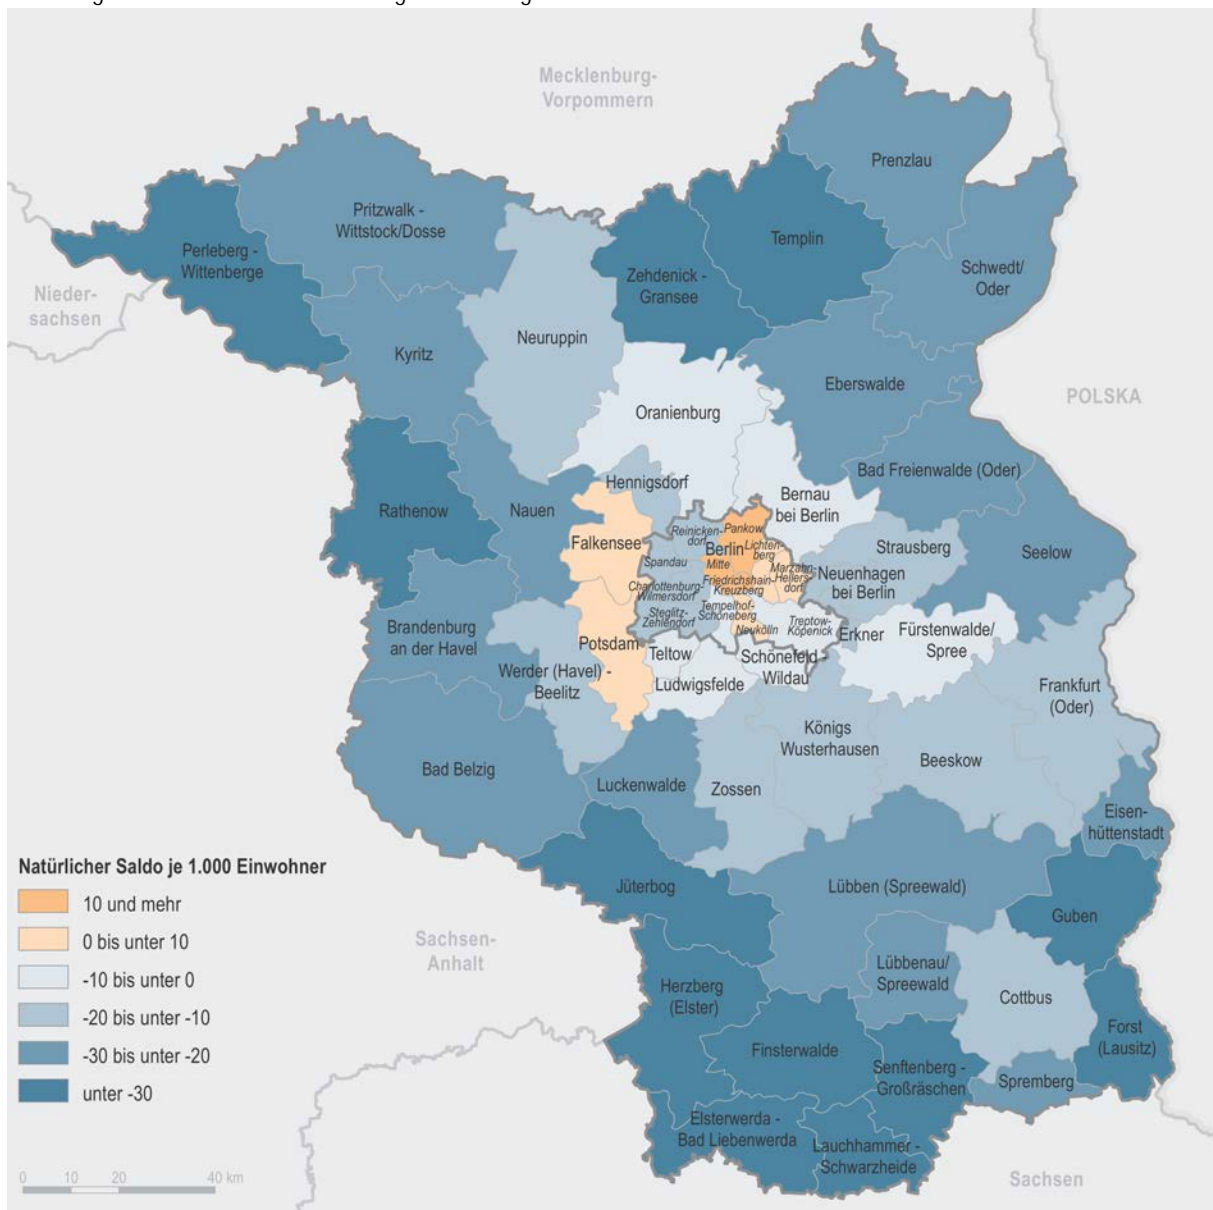 Mecklenburg-
Vorpommern
Prenzlau
Pritzwalk -
Wittstock/Dosse
Templin
Perleberg -
Wittenberge
Zehdenick -
Gransee
Schwedt/
Oder
Nieder-
sachsen
Neuruppin
Kyritz
Eberswalde
POLSKA
Oranienburg
Bad Freienwalde (Oder)
Hennigsdorf
Bernau
bei Berlin
Rathenow
Nauen
Falkensee
Reinicken-
dorf
Pankow
Berlin
Lichten-
berg
Strausberg
Seelow
Spandau
Mitte
Marzahn-
Hellers-
dorf
Neuenhagen
bei Berlin
Charlottenburg-
Wilmersdorf
Friedrichshain-
Kreuzberg
Steglitz-
Zehlendorf
Tempelhof-
Schöneberg
Neukölln
Treptow-
Köpenick
Erkner
Fürstenwalde/
Spree
Brandenburg
an der Havel
Potsdam
Teltow
Schönefeld -
Wildau
Werder (Havel) -
Beelitz
Ludwigsfelde
Frankfurt
(Oder)
Königs
Wusterhausen
Beeskow
Bad Belzig
Luckenwalde
Zossen
Eisen-
hüttenstadt
Natürlicher Saldo je 1.000 Einwohner
10 und mehr
0 bis unter 10
-10 bis unter 0
-20 bis unter -10
-30 bis unter -20
unter -30
Jüterbog
Lübben (Spreewald)
Guben
Sachsen-
Anhalt
Lübbenau/
Spreewald
Herzberg
(Elster)
Cottbus
Forst
(Lausitz)
Finsterwalde
Senftenberg -
Großräschen
Spremberg
Elsterwerda -
Bad Liebenwerda
Lauchhammer -
Schwarzheide
Sachsen
0 10 20 40 km